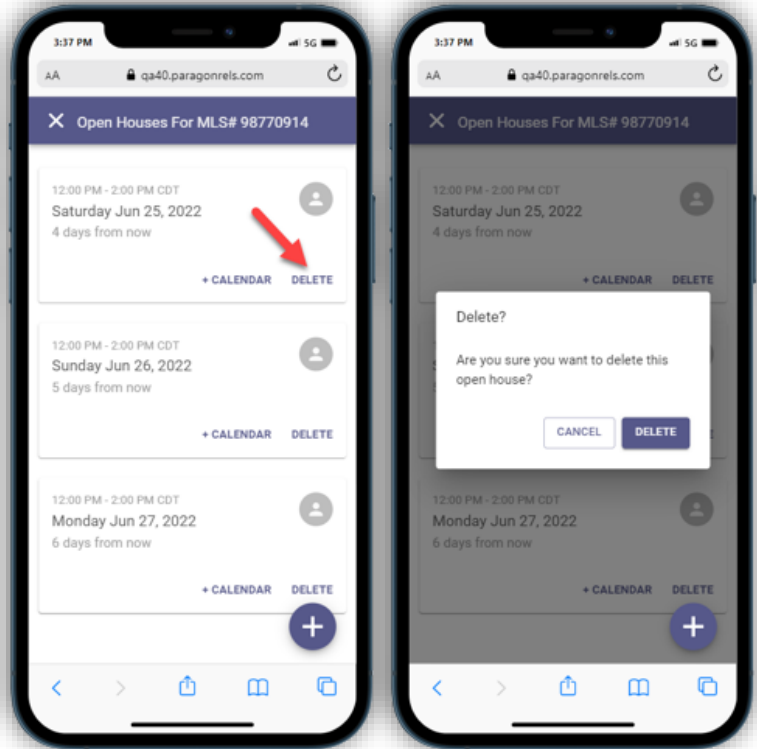 3:37 PM
5G
AA qa40.paragonrels.com
Open Houses For MLS# 98770914
12:00 PM - 2:00 PM CDT
Saturday Jun 25, 2022
4 days from now
+ CALENDAR DELETE
12:00 PM - 2:00 PM CDT
Sunday Jun 26, 2022
5 days from now
+ CALENDAR DELETE
12:00 PM - 2:00 PM CDT
Monday Jun 27, 2022
6 days from now
+ CALENDAR DELETE
+
3:37 PM
5G
AA qa40.paragonrels.com
Open Houses For MLS# 98770914
12:00 PM - 2:00 PM CDT
Saturday Jun 25, 2022
4 days from now
+ CALENDAR DELETE
Delete?
Are you sure you want to delete this
open house?
CANCEL DELETE
12:00 PM - 2:00 PM CDT
Monday Jun 27, 2022
6 days from now
+ CALENDAR DELETE
+